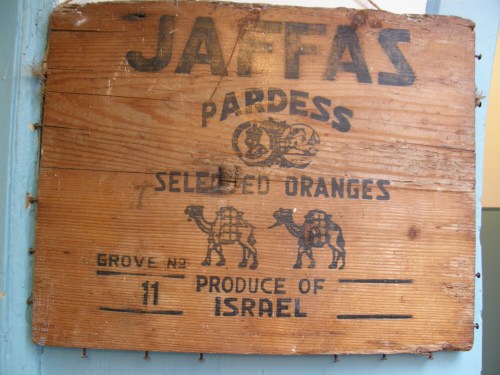 JAFFAS
PARDESS
SELECTED ORANGES
GROVE No
11
PRODUCE OF
ISRAEL